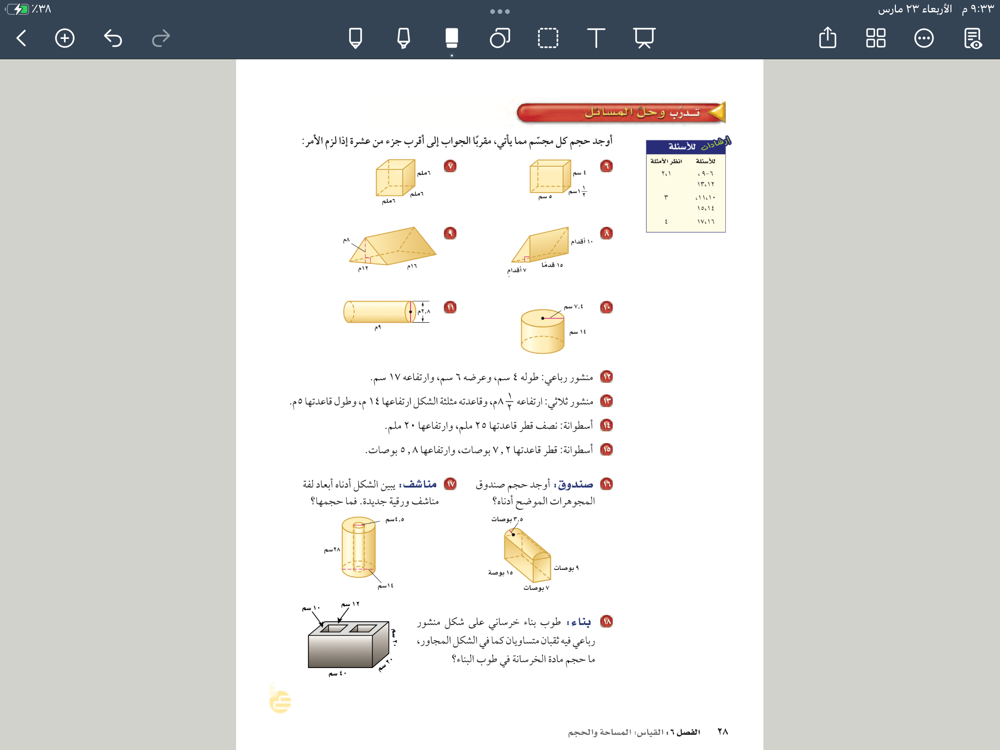 ٩:٣٣ م الأربعاء ٢٣ مارس
٪٣٨
تـدرَّب وحلَّ المسائل
إرشادات للأسئلة
للأسئلة انظر الأمثلة
٦-٩ ، ٢،١
١٣،١٢
١١،١٠، ٣
١٥،١٤
١٧،١٦ ٤
أوجد حجم كل مجسّم مما يأتي، مقربًا الجواب إلى أقرب جزء من عشرة إذا لزم الأمر:
٦
٤ سم
١ ١/٢ سم
٥ سم
٧
٦ملم
٦ملم
٦ملم
٨
١٠ أقدام
١٥ قدمًا
٧ أقدام
٩
٨م
١٢م
١٦م
١٠
٧,٤ سم
١٤ سم
١١
٢,٨م
٩م
١٢ منشور رباعي: طوله ٤ سم، وعرضه ٦ سم، وارتفاعه ١٧ سم.
١٣ منشور ثلاثي: ارتفاعه ٨ ١/٢م، وقاعدته مثلثة الشكل ارتفاعها ١٤ م، وطول قاعدتها ٥م.
١٤ أسطوانة: نصف قطر قاعدتها ٢٥ ملم، وارتفاعها ٢٠ ملم.
١٥ أسطوانة: قطر قاعدتها ٧,٢ بوصات، وارتفاعها ٥,٨ بوصات.
١٦ صندوق: أوجد حجم صندوق
المجوهرات الموضح أدناه؟
٣,٥ بوصات
٩ بوصات
١٥ بوصة
٧ بوصات
١٧ مناشف: يبين الشكل أدناه أبعاد لفة
مناشف ورقية جديدة. فما حجمها؟
٤,٥سم
٢٨سم
١٤سم
١٨ بناء: طوب بناء خرساني على شكل منشور
رباعي فيه ثقبان متساويان كما في الشكل المجاور،
ما حجم مادة الخرسانة في طوب البناء؟
١٢ سم
١٠ سم
٢٠ سم
٢٠ سم
٤٠ سم
٢٨ الفصل ٦: القياس: المساحة والحجم